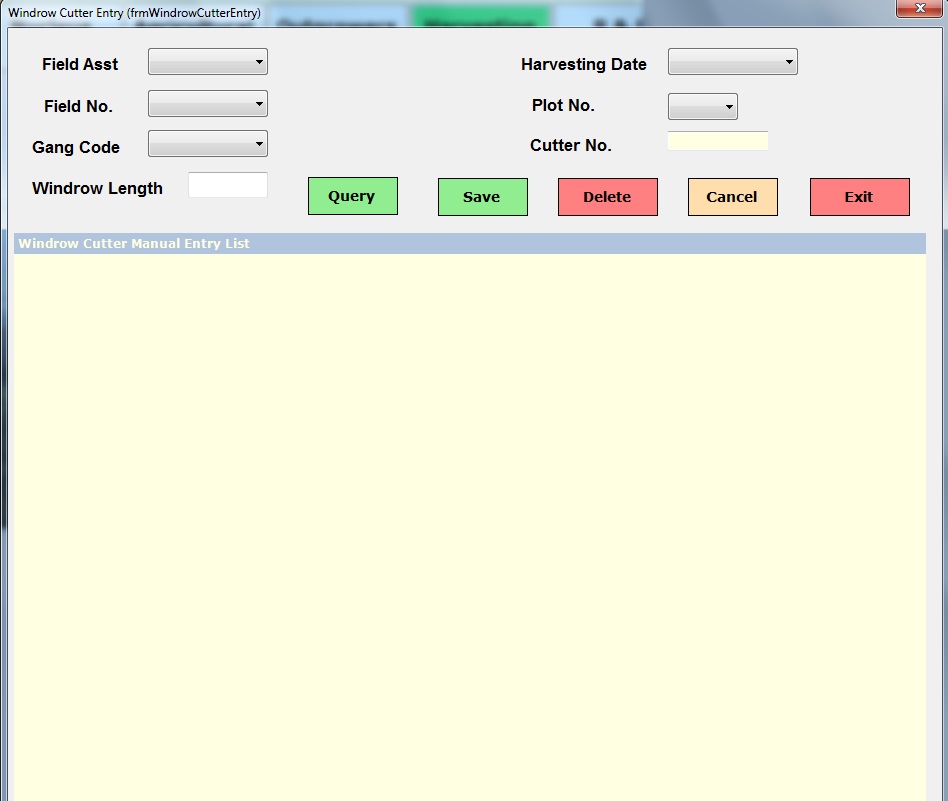 Windrow Cutter Entry (frmWindrowCutterEntry)
Field Asst
Harvesting Date
Field No.
Plot No.
Gang Code
Cutter No.
Windrow Length
Query
Save
Delete
Cancel
Exit
Windrow Cutter Manual Entry List